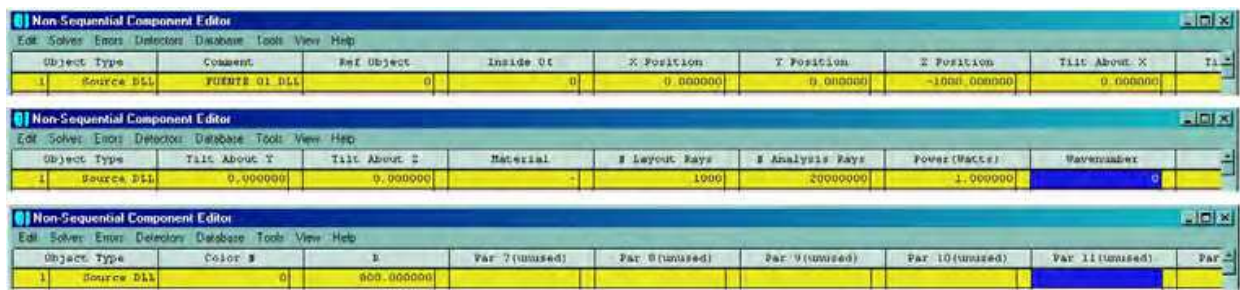 Non-Sequential Component Editor
Edit Solves Errors Detectors Database Tools View Help
Object Type Comment Ref Object Inside Of X Position Y Position Z Position Tilt About X
1 Source DLL FUENTE 01 DLL 0 0 0.000000 0.000000 -1000.000000 0.000000
Non-Sequential Component Editor
Edit Solves Errors Detectors Database Tools View Help
Object Type Tilt About Y Tilt About Z Material # Layout Rays # Analysis Rays Power(Watts) Wavenumber
1 Source DLL 0.000000 0.000000 - 1000 20000000 1.000000 0
Non-Sequential Component Editor
Edit Solves Errors Detectors Database Tools View Help
Object Type Color # Par 7(unused) Par 8(unused) Par 9(unused) Par 10(unused) Par 11(unused) Par
1 Source DLL 0